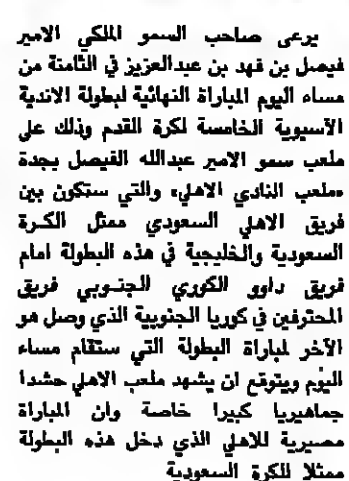 يرعى صاحب السمو الملكي الامير
فيصل بن فهد بن عبدالعزيز في الثامنة من
مساء اليوم المباراة النهائية لبطولة الاندية
الآسيوية الخامسة لكرة القدم وذلك على
ملعب سمو الامير عبدالله الفيصل بجدة
«ملعب النادي الاهلي» والتي ستكون بين
فريق الاهلي السعودي ممثل الكرة
السعودية والخليجية في هذه البطولة امام
فريق داوو الكوري الجنوبي فريق
المحترفين في كوريا الجنوبية الذي وصل هو
الآخر لمباراة البطولة التي ستقام مساء
اليوم ويتوقع ان يشهد ملعب الاهلي حشدا
جماهيريا كبيرا خاصة وان المباراة
مصيرية للاهلي الذي دخل هذه البطولة
ممثلا للكرة السعودية